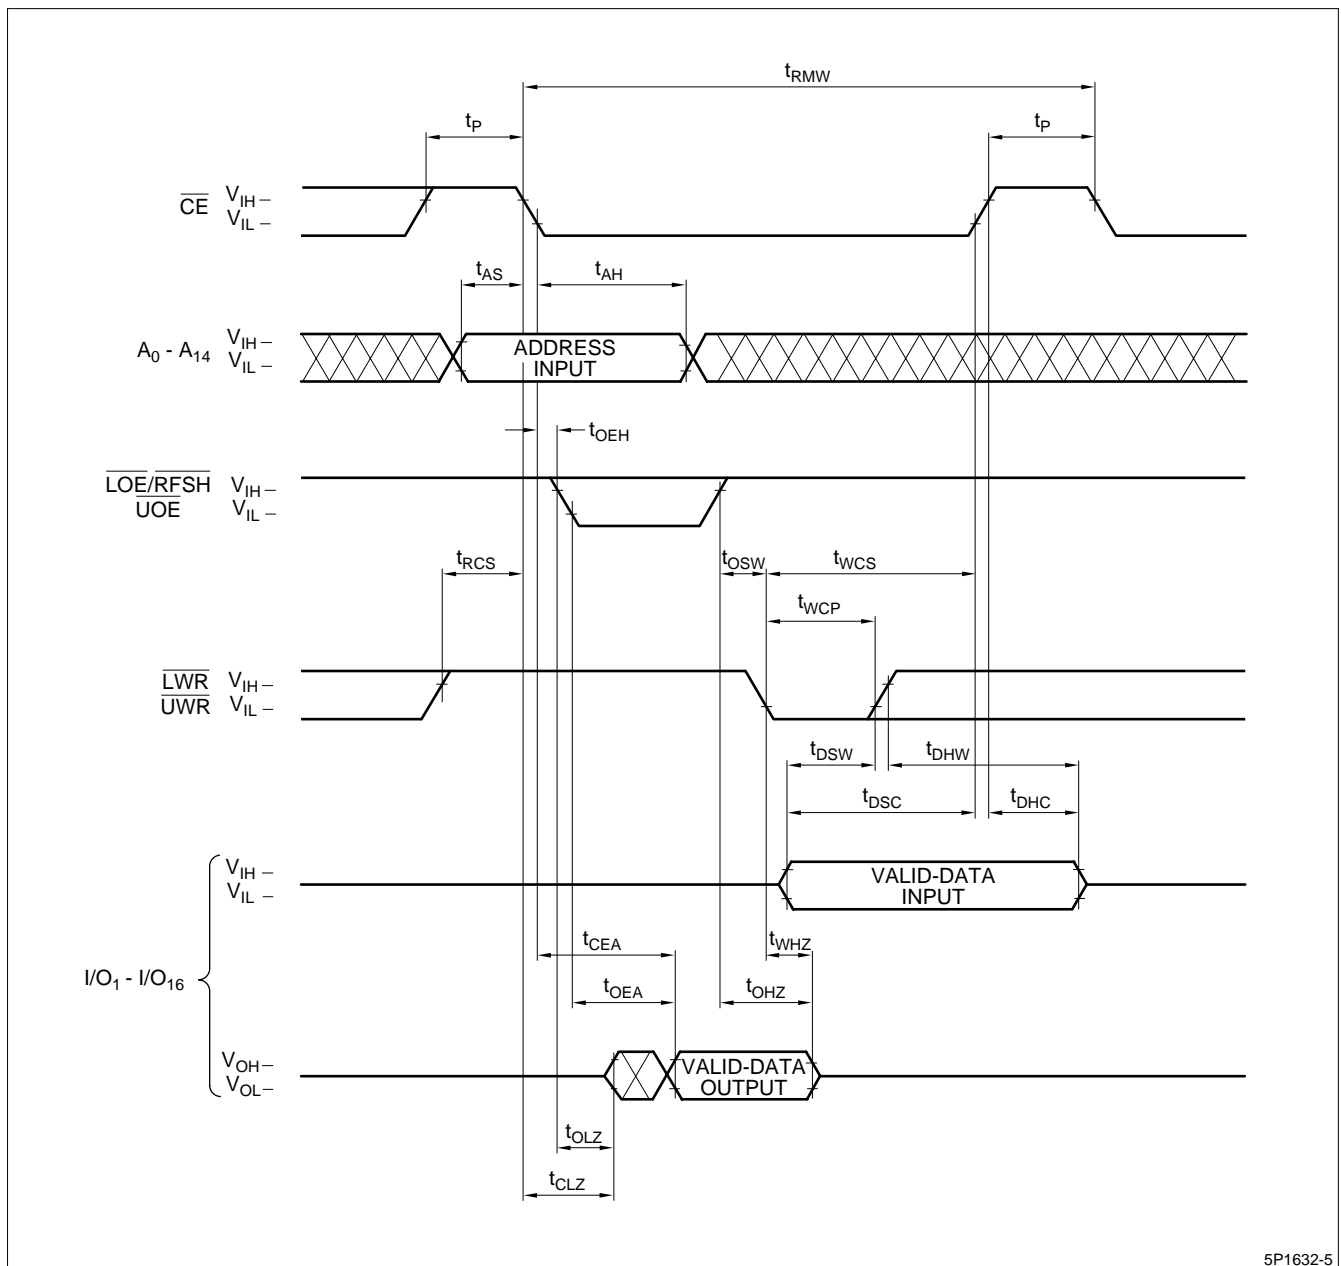 tRMW
tP
tP
CE
VIH
VIL
tAS
tAH
A0 - A14
VIH
VIL
ADDRESS
INPUT
tOEH
LOE/RFSH
UOE
VIH
VIL
tRCS
tOSW
tWCS
tWCP
LWR
UWR
VIH
VIL
tDSW
tDHW
tDSC
tDHC
VIH
VIL
VALID-DATA
INPUT
tCEA
tWHZ
I/O1 - I/O16
tOEA
tOHZ
VOH
VOL
VALID-DATA
OUTPUT
tOLZ
tCLZ
5P1632-5